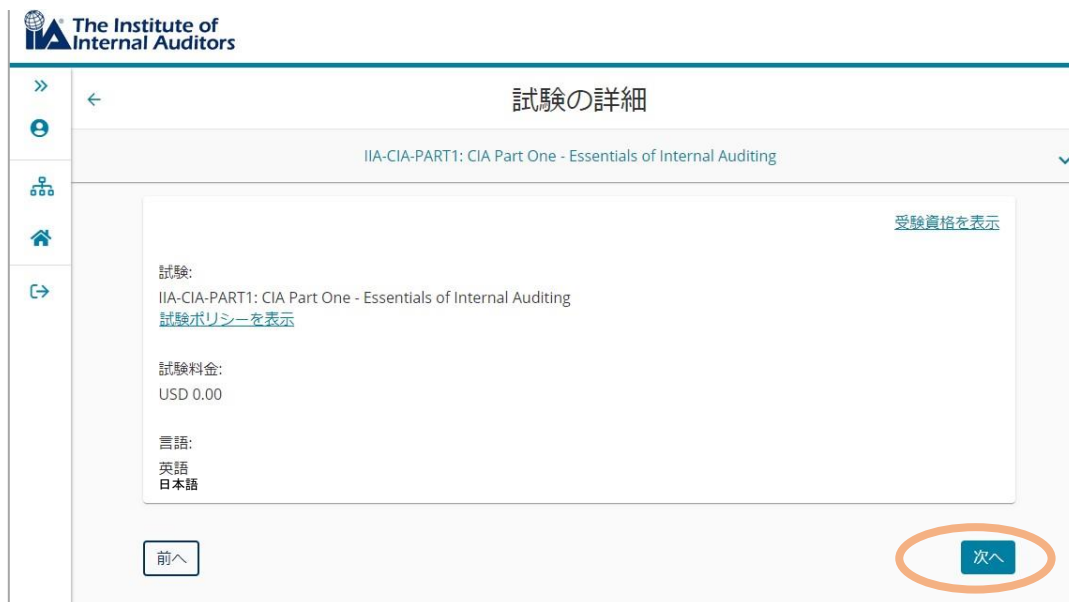 The Institute of
Internal Auditors
試験の詳細
IIA-CIA-PART1: CIA Part One - Essentials of Internal Auditing
受験資格を表示
試験:
IIA-CIA-PART1: CIA Part One - Essentials of Internal Auditing
試験ポリシーを表示
試験料金:
USD 0.00
言語:
英語
日本語
前へ
次へ